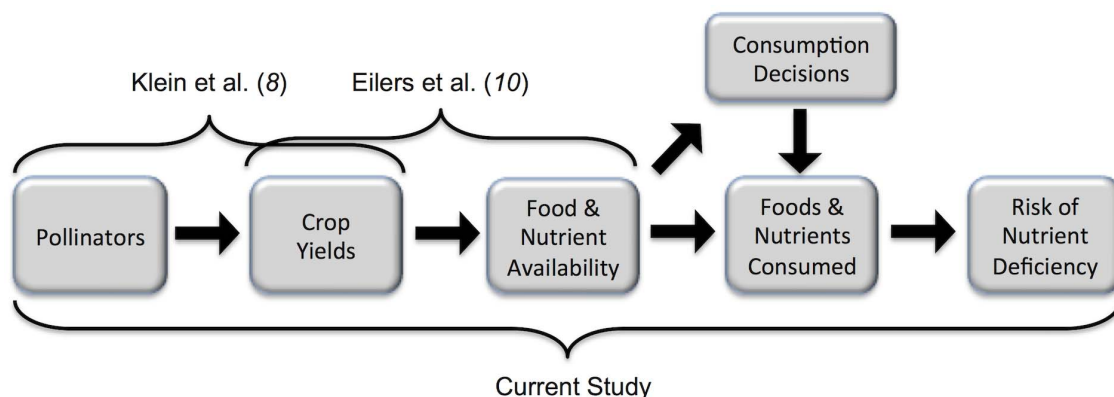 Consumption
Decisions
Klein et al. (8)
Eilers et al. (10)
Pollinators
Crop
Yields
Food &
Nutrient
Availability
Foods &
Nutrients
Consumed
Risk of
Nutrient
Deficiency
Current Study